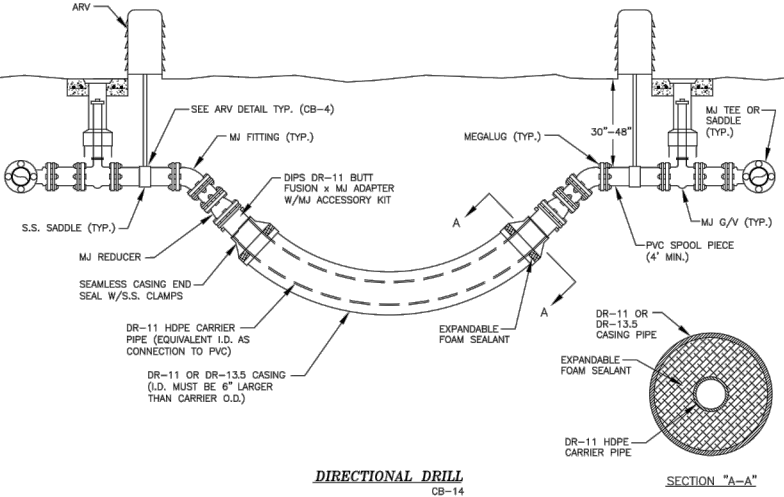 ARV
SEE ARV DETAIL TYP. (CB-4)
MJ FITTING (TYP.)
DIPS DR-11 BUTT
FUSION x MJ ADAPTER
W/MJ ACCESSORY KIT
S.S. SADDLE (TYP.)
MJ REDUCER
SEAMLESS CASING END
SEAL W/S.S. CLAMPS
DR-11 HDPE CARRIER
PIPE (EQUIVALENT I.D. AS
CONNECTION TO PVC)
DR-11 OR DR-13.5 CASING
(I.D. MUST BE 6" LARGER
THAN CARRIER O.D.)
30"-48"
MEGALUG (TYP.)
MJ TEE OR
SADDLE
(TYP.)
MJ G/V (TYP.)
PVC SPOOL PIECE
(4' MIN.)
A
A
EXPANDABLE
FOAM SEALANT
DR-11 OR
DR-13.5
CASING PIPE
EXPANDABLE
FOAM SEALANT
DR-11 HDPE
CARRIER PIPE
SECTION "A-A"
DIRECTIONAL DRILL
CB-14